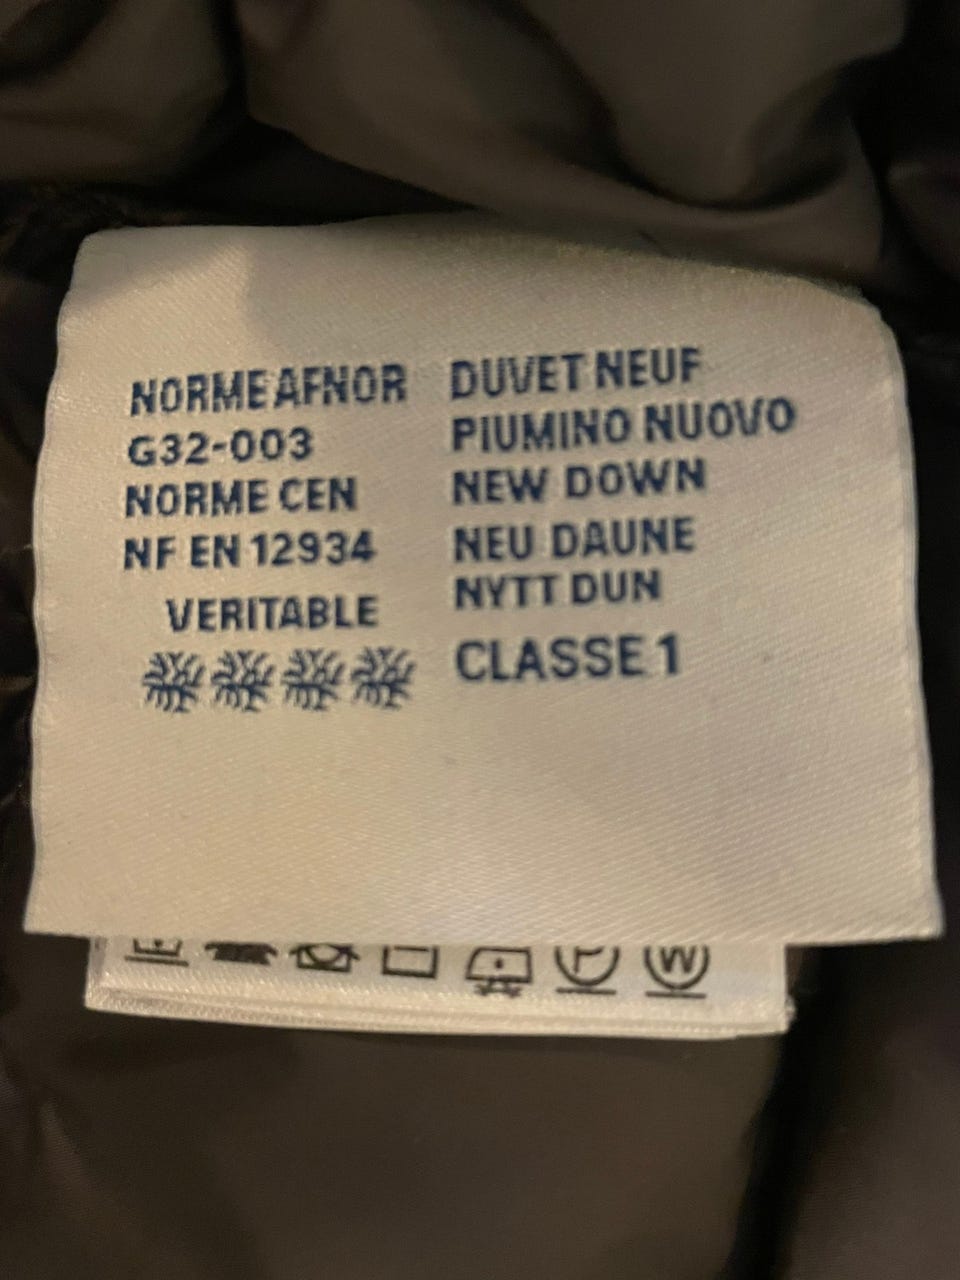 NORME AFNOR
G32-003
NORME CEN
NF EN 12934
VERITABLE
DUVET NEUF
PIUMINO NUOVO
NEW DOWN
NEU DAUNE
NYTT DUN
CLASSE 1
P
W